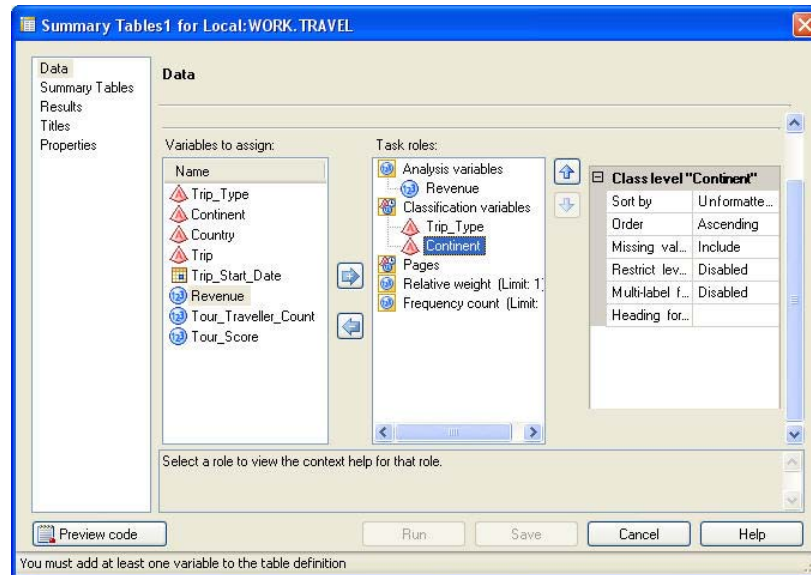 Summary Tables1 for Local:WORK.TRAVEL
Data
Summary Tables
Results
Titles
Properties
Data
Variables to assign:
Name
Trip_Type
Continent
Country
Trip
Trip_Start_Date
Revenue
Tour_Traveller_Count
Tour_Score
Task roles:
Analysis variables
Revenue
Classification variables
Trip_Type
Continent
Pages
Relative weight (Limit: 1)
Frequency count (Limit:
Class level "Continent"
Sort by Unformatte...
Order Ascending
Missing val... Include
Restrict lev... Disabled
Multi-label f... Disabled
Heading for...
Select a role to view the context help for that role.
Preview code
Run
Save
Cancel
Help
You must add at least one variable to the table definition